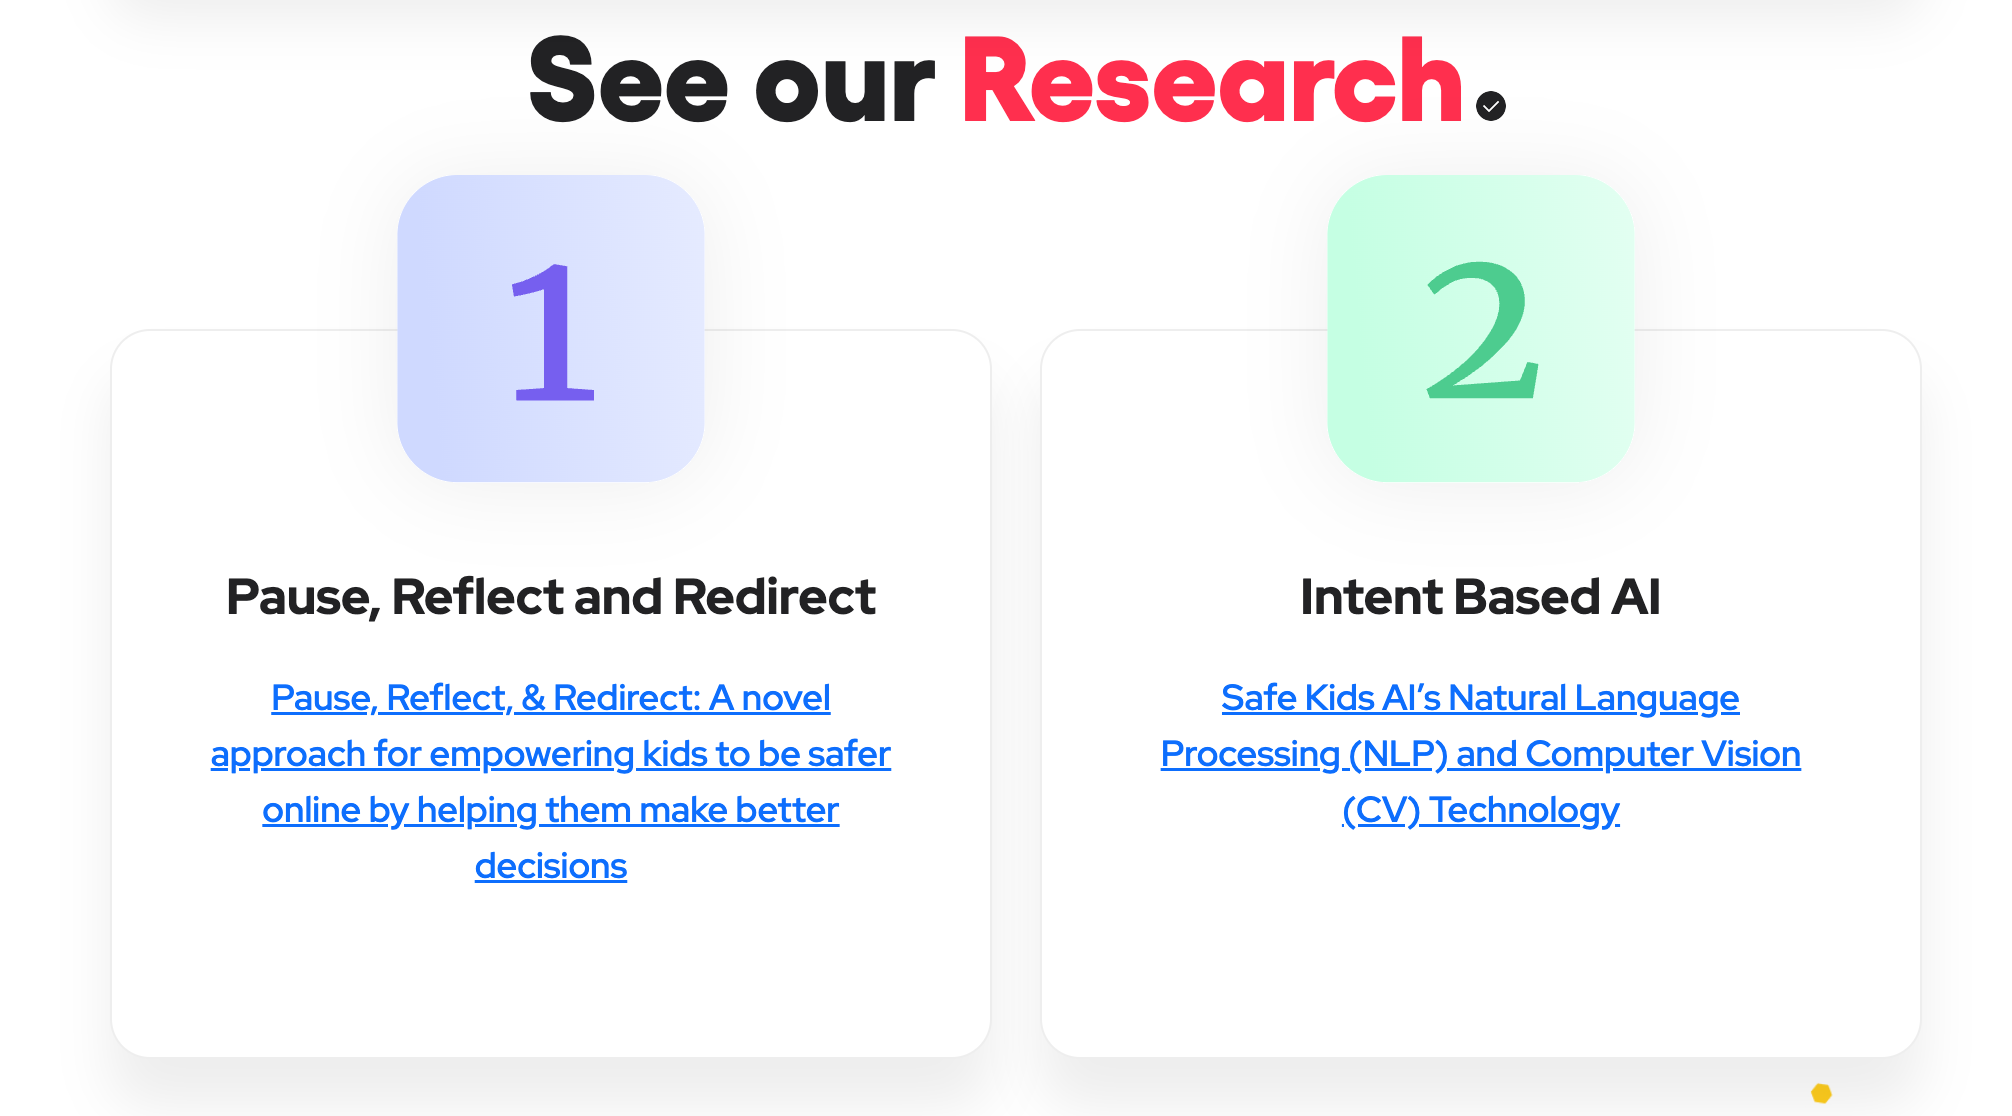 See our Research.
1
2
Pause, Reflect and Redirect
Pause, Reflect, & Redirect: A novel
approach for empowering kids to be safer
online by helping them make better
decisions
Intent Based AI
Safe Kids AI’s Natural Language
Processing (NLP) and Computer Vision
(CV) Technology